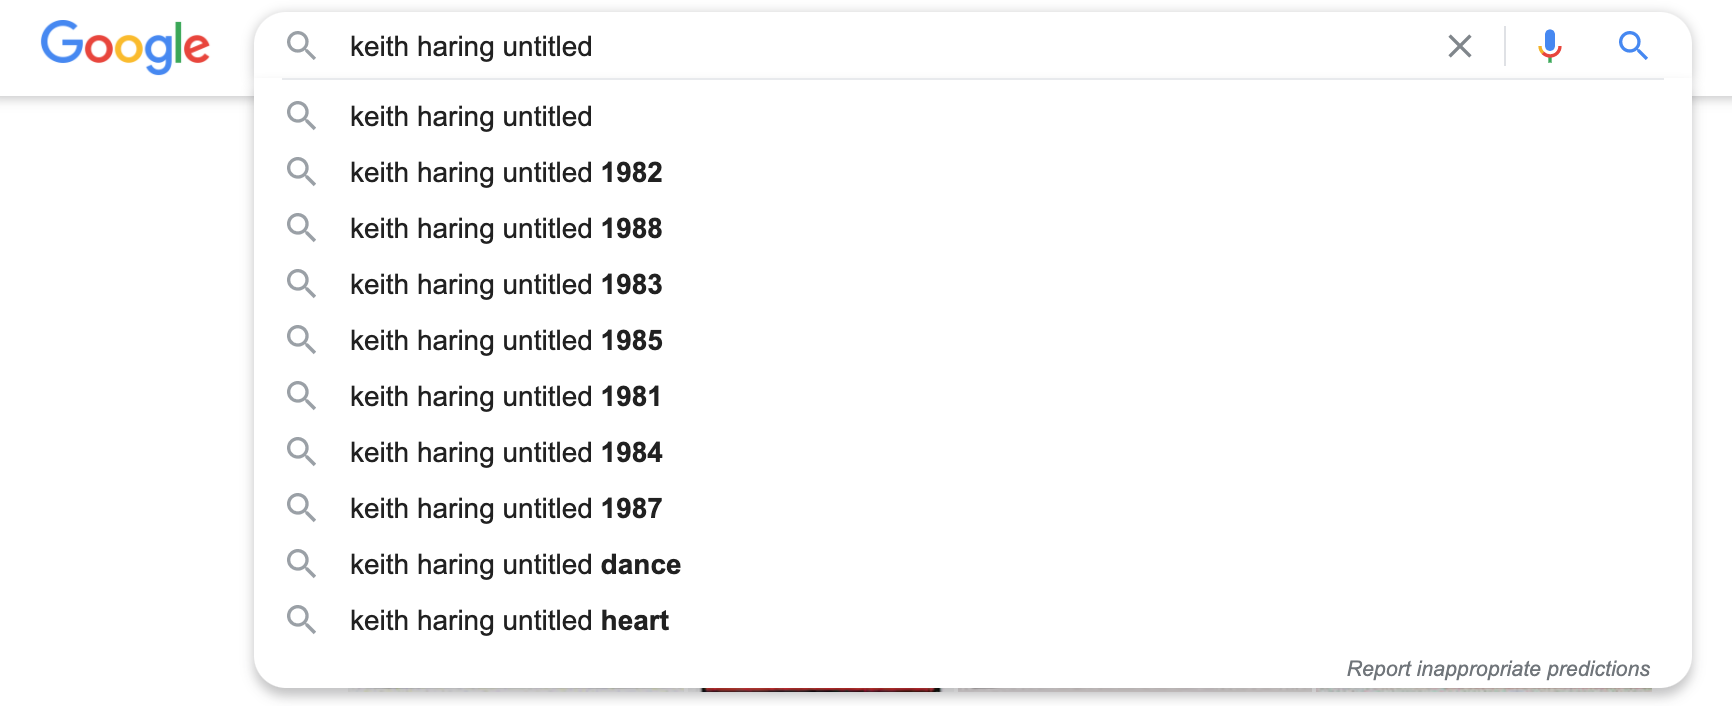 Google
keith haring untitled
keith haring untitled
keith haring untitled 1982
keith haring untitled 1988
keith haring untitled 1983
keith haring untitled 1985
keith haring untitled 1981
keith haring untitled 1984
keith haring untitled 1987
keith haring untitled dance
keith haring untitled heart
Report inappropriate predictions